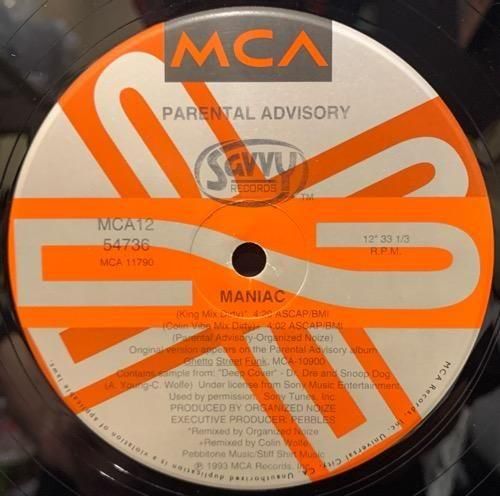 MCA
PARENTAL ADVISORY
Savvy
RECORDS
TM
MCA12
54736
MCA 11790
12" 33 1/3
R.P.M.
MANIAC
(King Mix Dirty)* 4:20 ASCAP/BMI
(Colin Vibe Mix Dirty)+ 4:02 ASCAP/BMI
(Parental Advisory-Organized Noize)
Original version appears on the Parental Advisory album
Ghetto Street Funk, MCA-10900.
Contains sample from: "Deep Cover" - Dr. Dre and Snoop Dog
(A. Young-C. Wolfe) Under license from Sony Music Entertainment.
Used by permission: Sony Tunes, Inc.
PRODUCED BY ORGANIZED NOIZE
EXECUTIVE PRODUCER: PEBBLES
*Remixed by Organized Noize
+Remixed by Colin Wolfe
Pebbitone Music/Stiff Shirt Music
℗ 1993 MCA Records, Inc.
MCA Records, Inc., Universal City, CA
Unauthorized duplication is a violation of applicable laws.